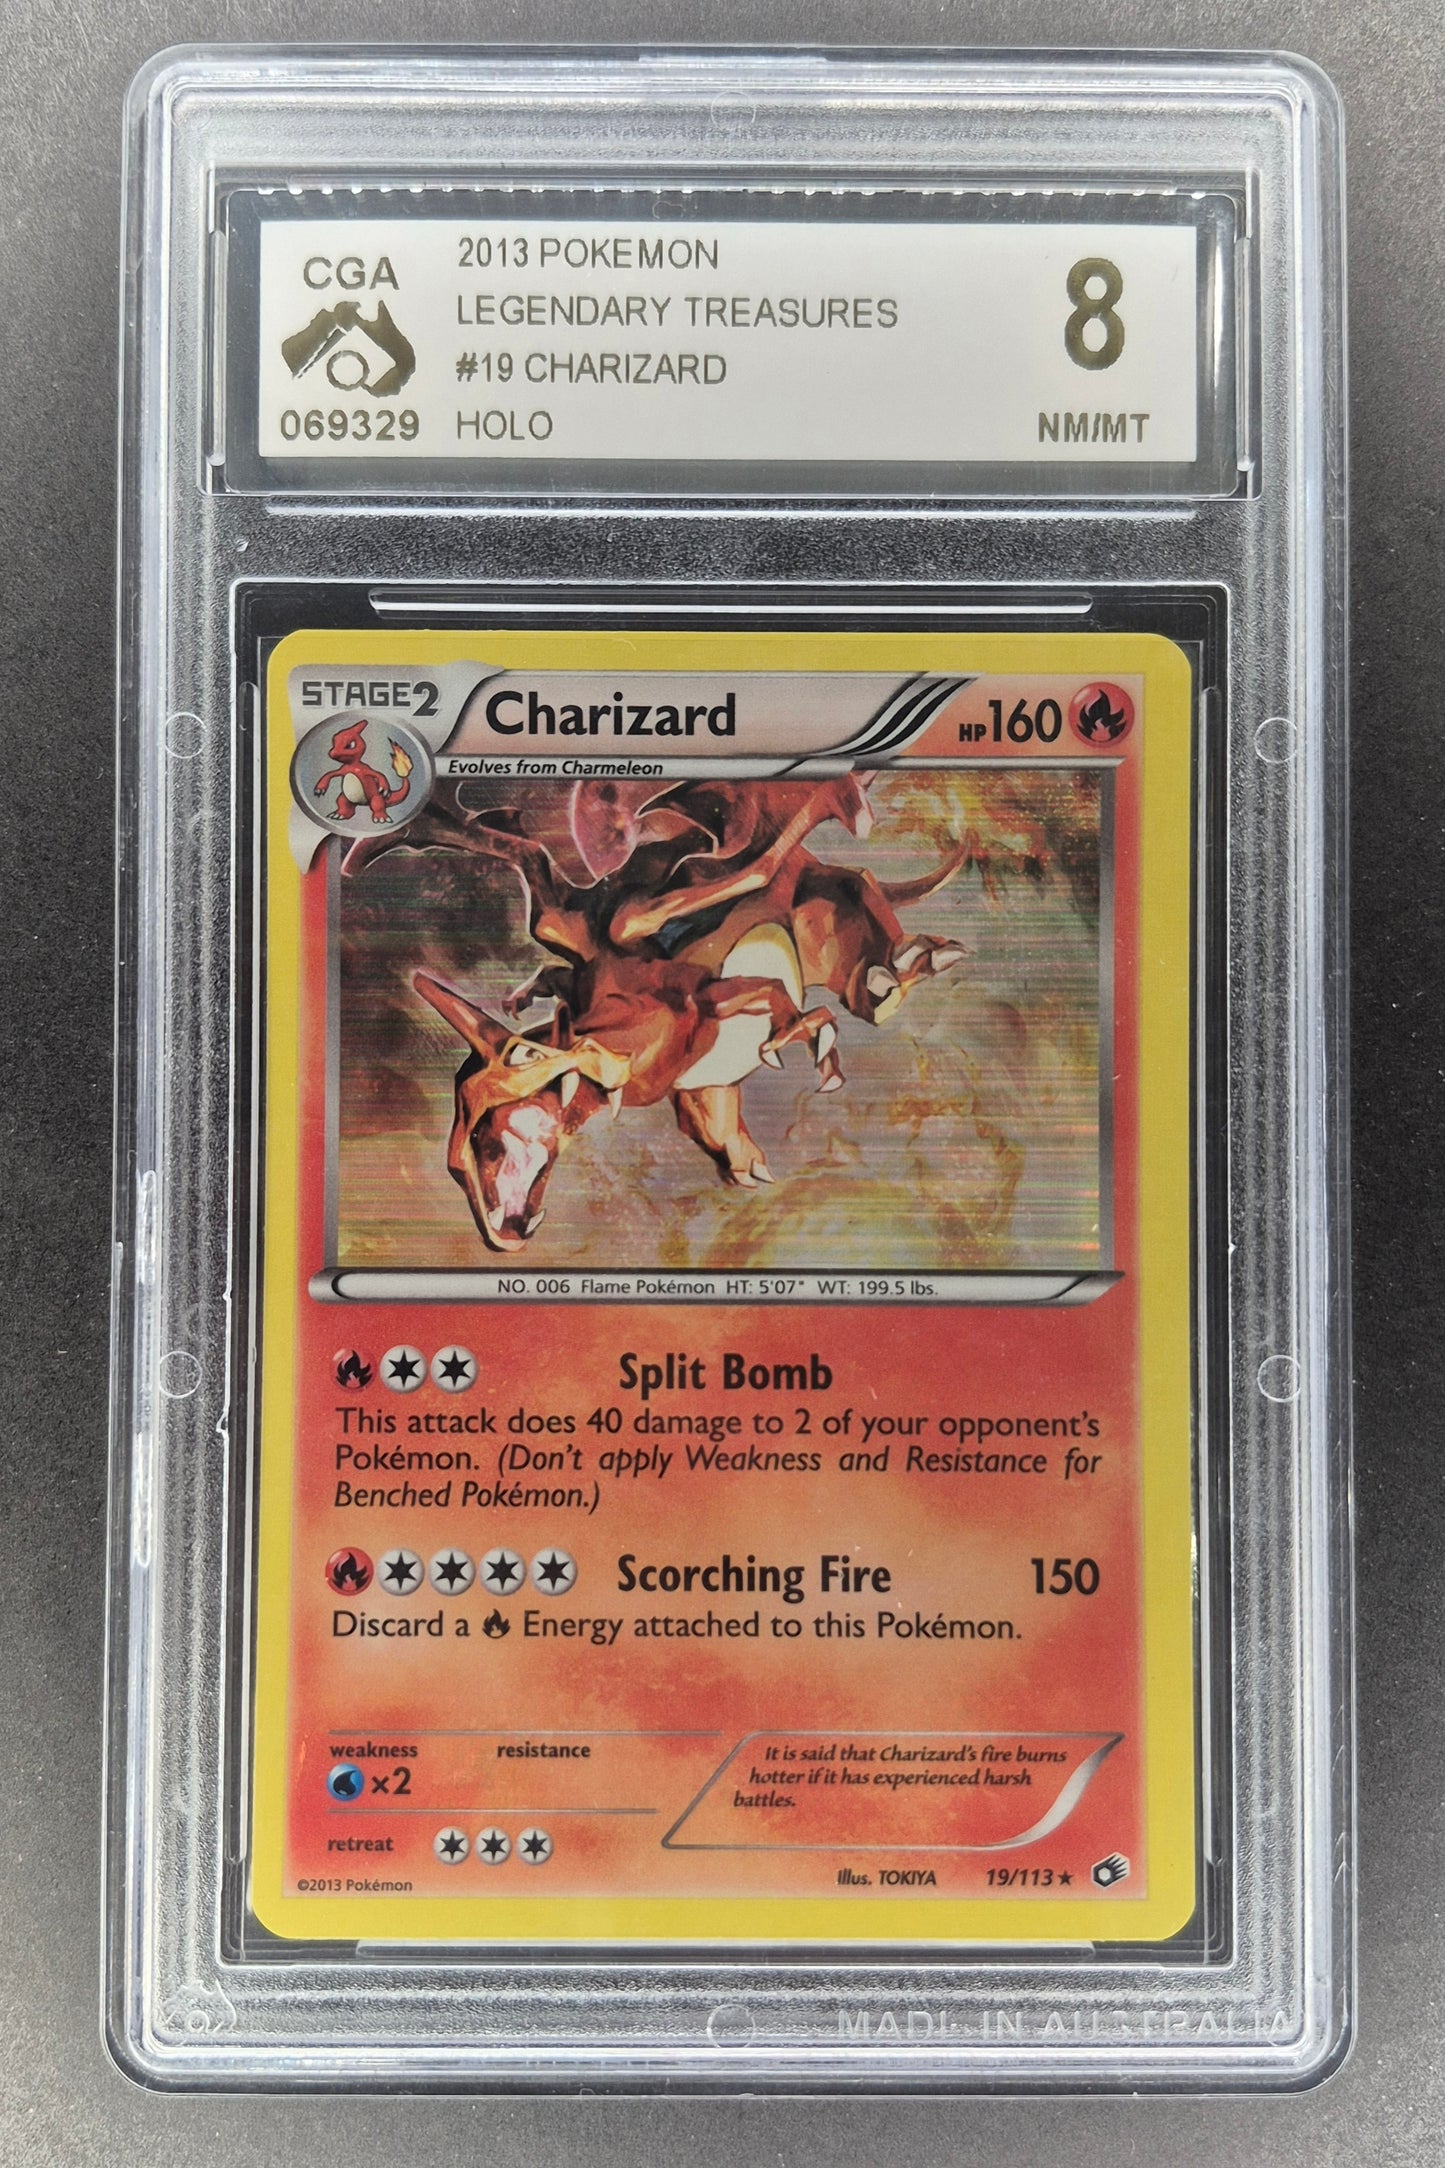 CGA
069329
2013 POKEMON
LEGENDARY TREASURES
#19 CHARIZARD
HOLO
8
NM/MT
STAGE2
Charizard
HP160
Evolves from Charmeleon
NO. 006 Flame Pokémon HT: 5'07" WT: 199.5 lbs.
Split Bomb
This attack does 40 damage to 2 of your opponent's
Pokémon. (Don't apply Weakness and Resistance for
Benched Pokémon.)
Scorching Fire 150
Discard a Energy attached to this Pokémon.
weakness resistance
×2
retreat
It is said that Charizard's fire burns
hotter if it has experienced harsh
battles.
©2013 Pokémon
Illus. TOKIYA 19/113★
MADE IN AUSTRALIA